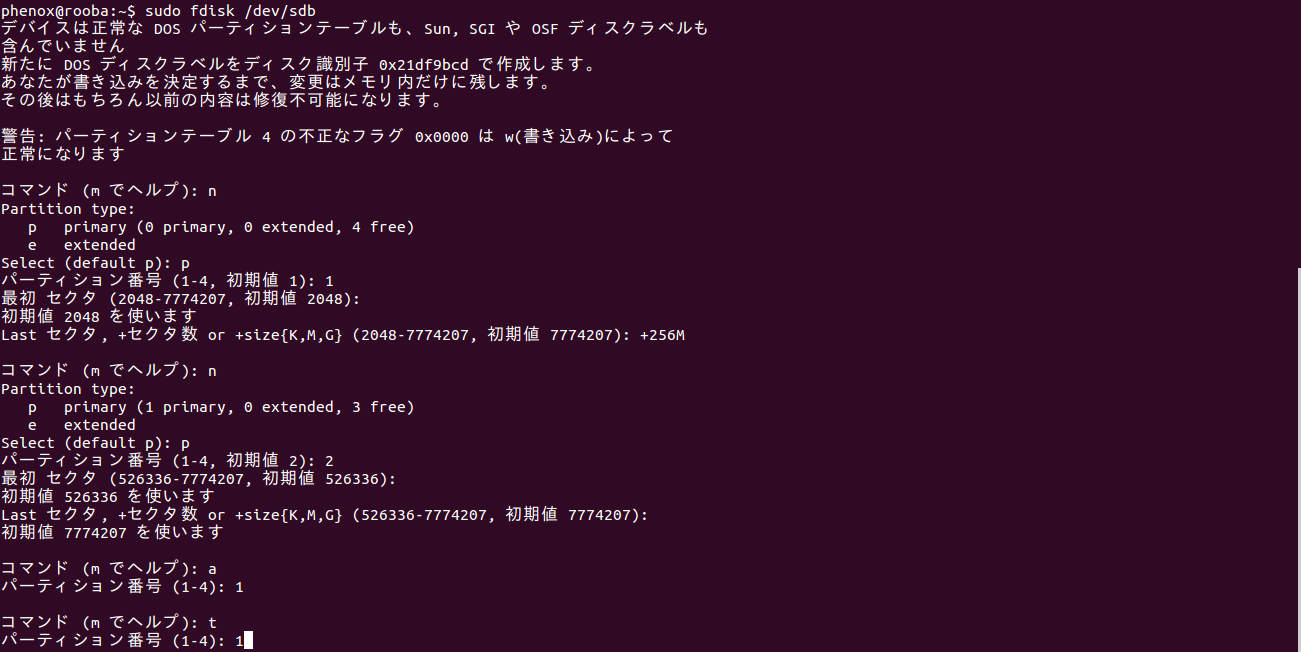 phenox@rooba:~$ sudo fdisk /dev/sdb
デバイスは正常な DOS パーティションテーブルも、Sun, SGI や OSF ディスクラベルも
含んでいません
新たに DOS ディスクラベルをディスク識別子 0x21df9bcd で作成します。
あなたが書き込みを決定するまで、変更はメモリ内だけに残します。
その後はもちろん以前の内容は修復不可能になります。
警告: パーティションテーブル 4 の不正なフラグ 0x0000 は w(書き込み)によって
正常になります
コマンド (m でヘルプ): n
Partition type:
   p   primary (0 primary, 0 extended, 4 free)
   e   extended
Select (default p): p
パーティション番号 (1-4, 初期値 1): 1
最初 セクタ (2048-7774207, 初期値 2048):
初期値 2048 を使います
Last セクタ, +セクタ数 or +size{K,M,G} (2048-7774207, 初期値 7774207): +256M
コマンド (m でヘルプ): n
Partition type:
   p   primary (1 primary, 0 extended, 3 free)
   e   extended
Select (default p): p
パーティション番号 (1-4, 初期値 2): 2
最初 セクタ (526336-7774207, 初期値 526336):
初期値 526336 を使います
Last セクタ, +セクタ数 or +size{K,M,G} (526336-7774207, 初期値 7774207):
初期値 7774207 を使います
コマンド (m でヘルプ): a
パーティション番号 (1-4): 1
コマンド (m でヘルプ): t
パーティション番号 (1-4): 1